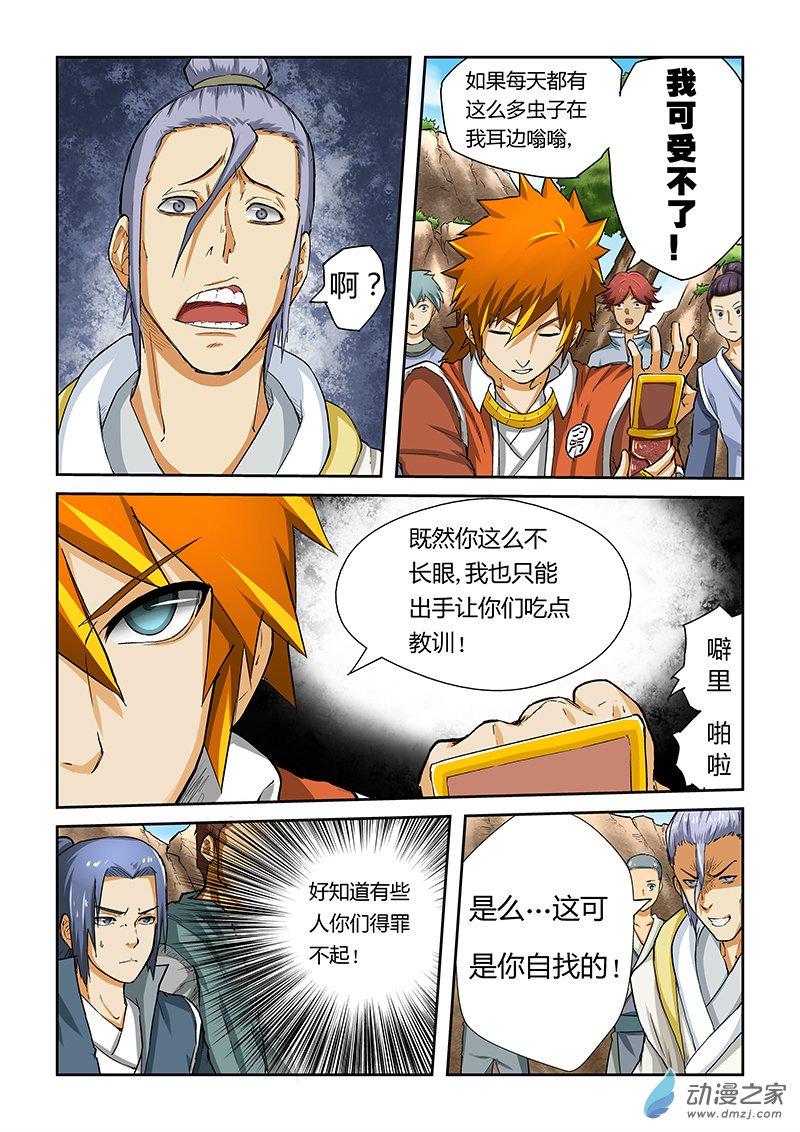 啊？
如果每天都有
这么多虫子在
我耳边嗡嗡，
我可受不了！
既然你这么不
长眼，我也只能
出手让你们吃点
教训！
噼里
啪啦
好知道有些
人你们得罪
不起！
是么…这可
是你自找的！
动漫之家
www.dmzj.com